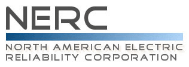 NERC
NORTH AMERICAN ELECTRIC
RELIABILITY CORPORATION